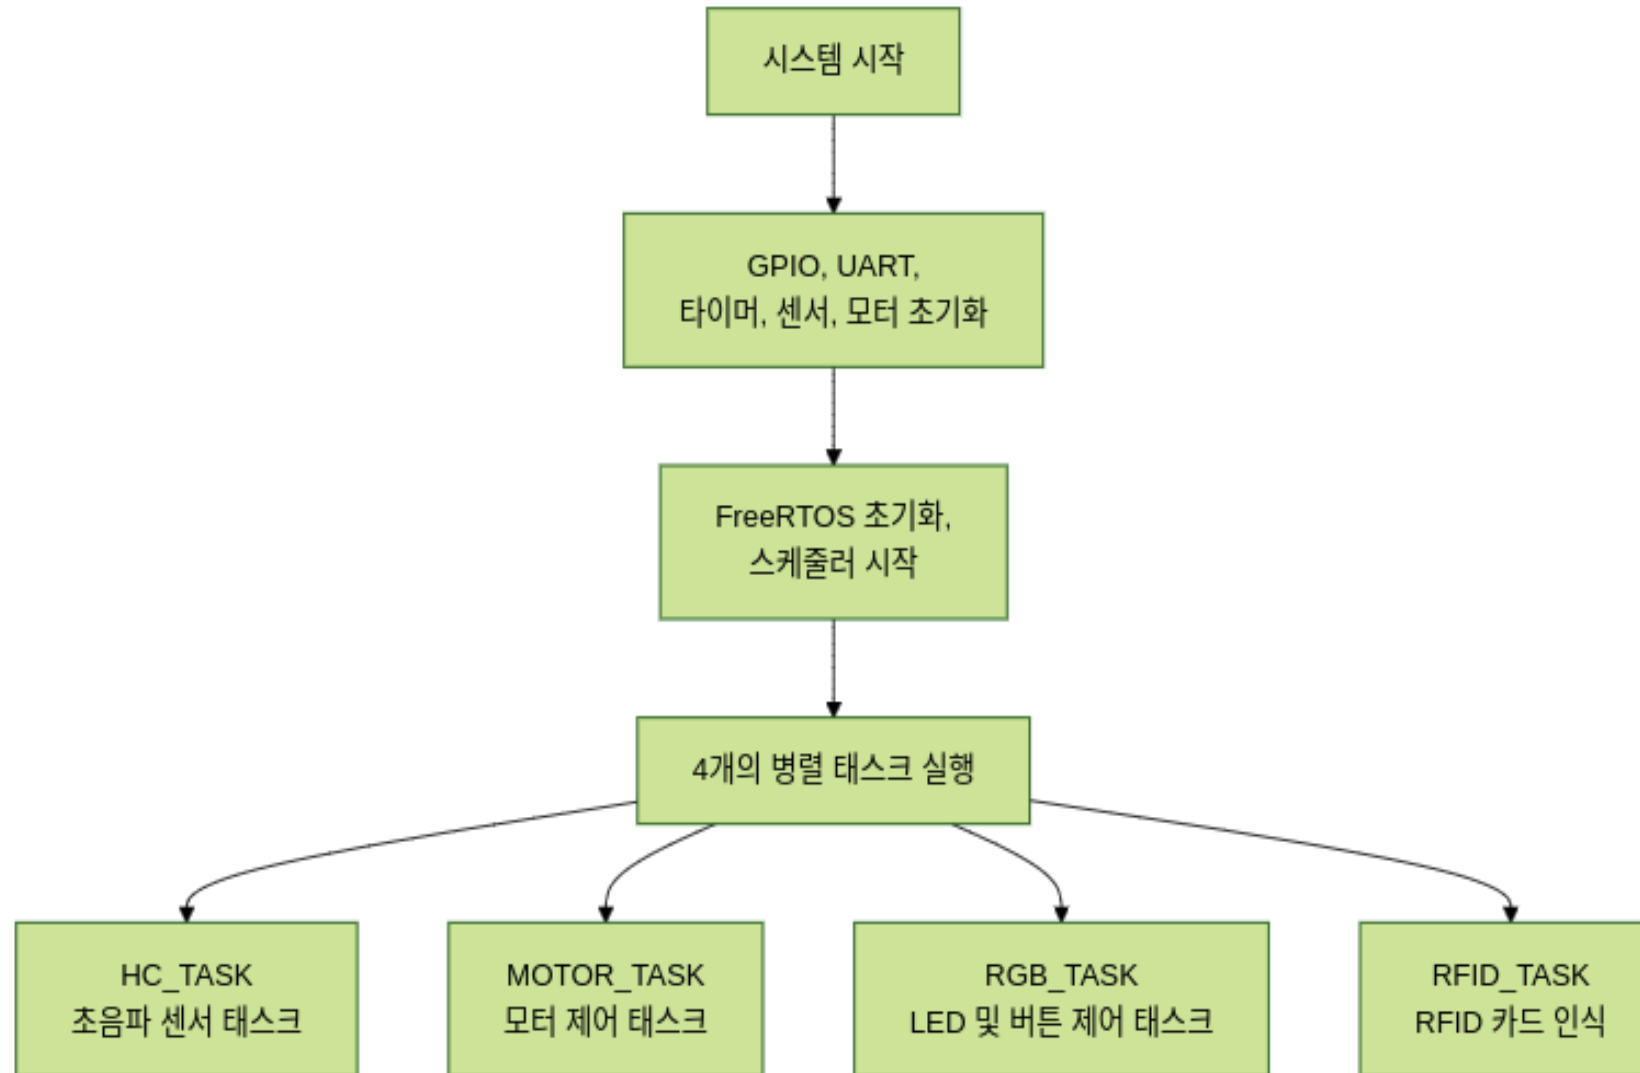 시스템 시작
GPIO, UART,
타이머, 센서, 모터 초기화
FreeRTOS 초기화,
스케줄러 시작
4개의 병렬 태스크 실행
HC_TASK
초음파 센서 태스크
MOTOR_TASK
모터 제어 태스크
RGB_TASK
LED 및 버튼 제어 태스크
RFID_TASK
RFID 카드 인식